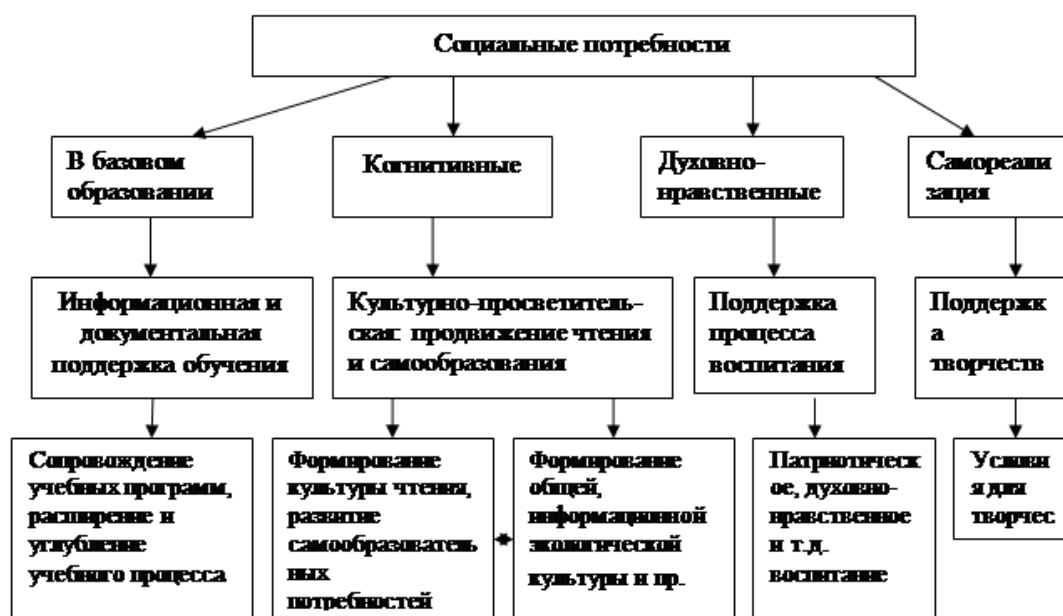 Социальные потребности
В базовом
образовании
Когнитивные
Духовно-
нравственные
Самореали
зация
Информационная и
документальная
поддержка обучения
Культурно-просветитель-
ская: продвижение чтения
и самообразования
Поддержка
процесса
воспитания
Поддержк
а
творчеств
Сопровождение
учебных программ,
расширение и
углубление
учебного процесса
Формирование
культуры чтения,
развитие
самообразователь
ных
потребностей
Формирование
общей,
информационной
экологической
культуры и пр.
Патриотическ
ое, духовно-
нравственное
и т.д.
воспитание
Услови
я для
творчес